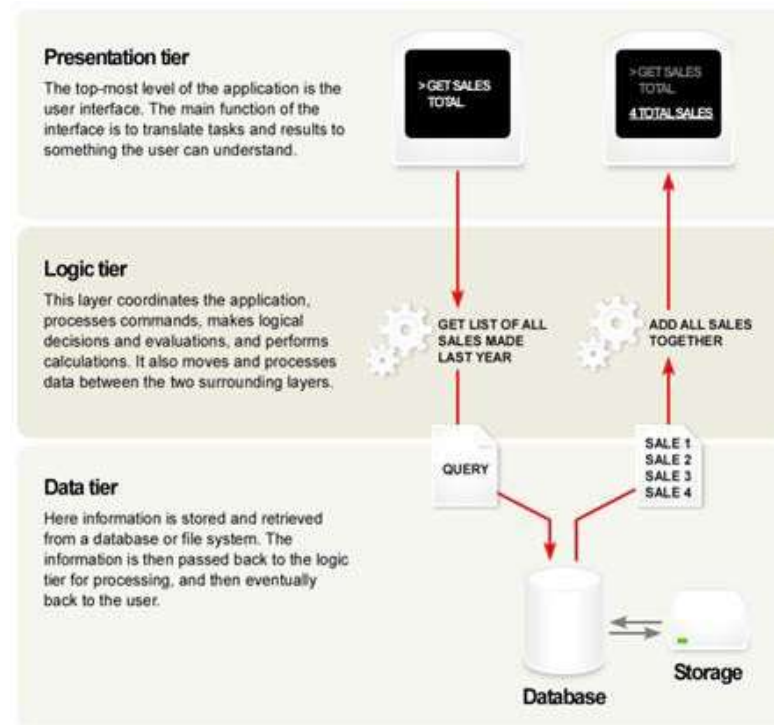 Presentation tier
The top-most level of the application is the
user interface. The main function of the
interface is to translate tasks and results to
something the user can understand.
>GET SALES
TOTAL
>GET SALES
TOTAL
4 TOTAL SALES
Logic tier
This layer coordinates the application,
processes commands, makes logical
decisions and evaluations, and performs
calculations. It also moves and processes
data between the two surrounding layers.
GET LIST OF ALL
SALES MADE
LAST YEAR
ADD ALL SALES
TOGETHER
Data tier
Here information is stored and retrieved
from a database or file system. The
information is then passed back to the logic
tier for processing, and then eventually
back to the user.
QUERY
SALE 1
SALE 2
SALE 3
SALE 4
Database
Storage